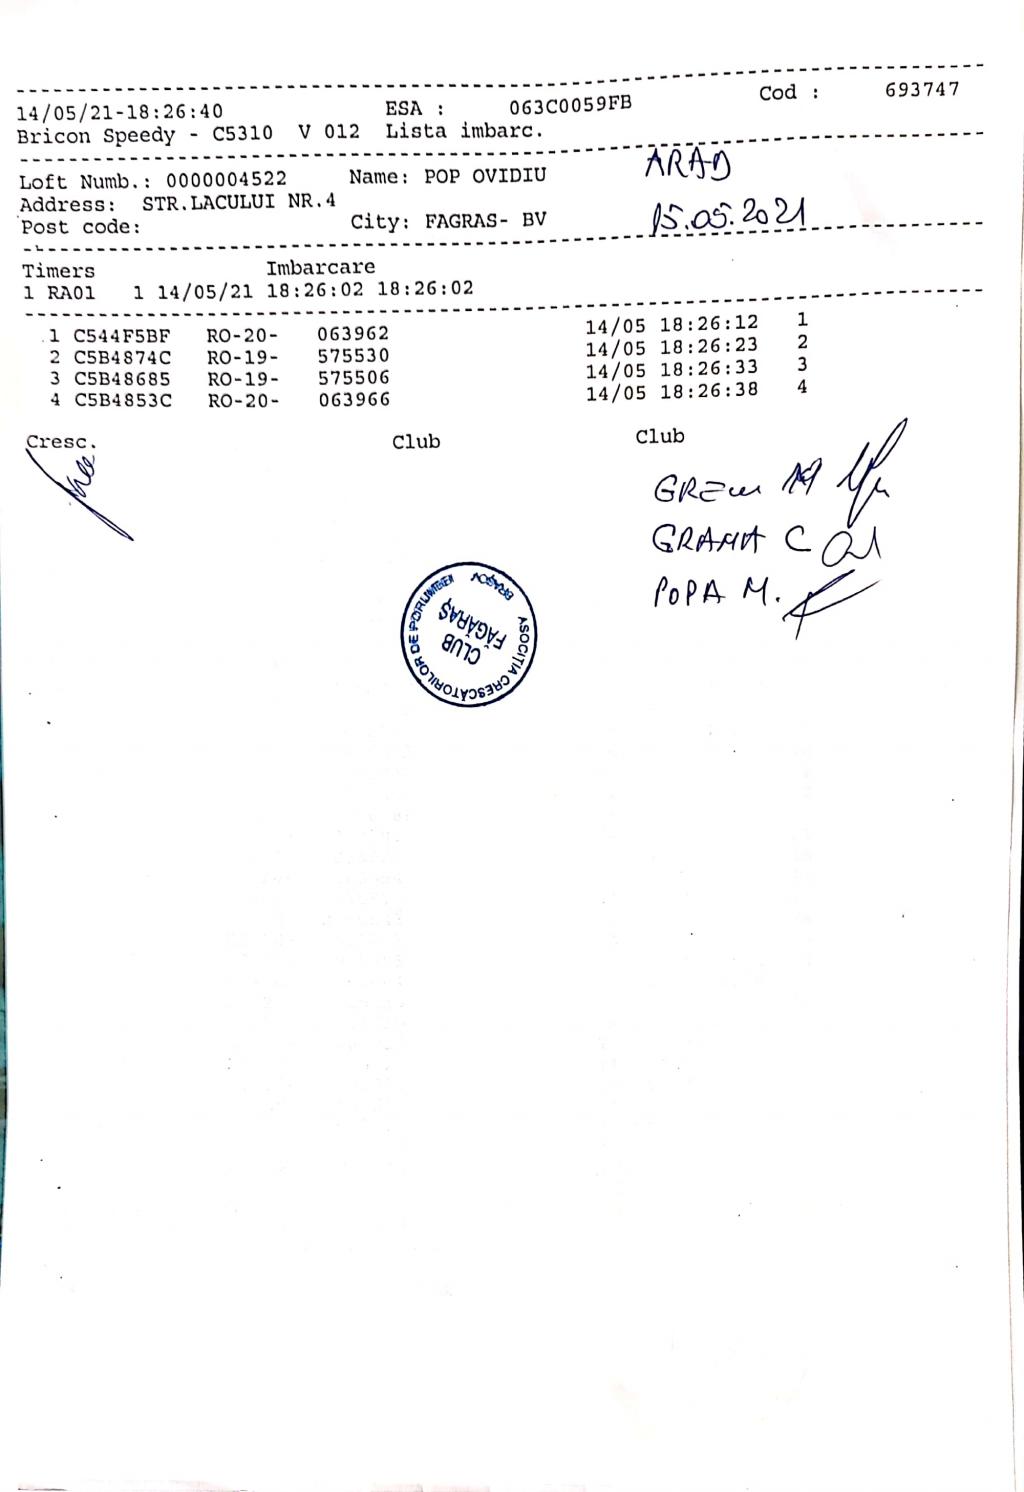 14/05/21-18:26:40 ESA : 063C0059FB Cod : 693747
Bricon Speedy - C5310 V 012 Lista imbarc.
Loft Numb.: 0000004522 Name: POP OVIDIU ARAD
Address: STR.LACULUI NR.4
Post code: City: FAGRAS- BV 15.05.2021
Timers Imbarcare
1 RA01 1 14/05/21 18:26:02 18:26:02
1 C544F5BF RO-20- 063962 14/05 18:26:12 1
2 C5B4874C RO-19- 575530 14/05 18:26:23 2
3 C5B48685 RO-19- 575506 14/05 18:26:33 3
4 C5B4853C RO-20- 063966 14/05 18:26:38 4
Cresc. Club Club
GRAMA C
POPA M.
ASOCIȚIA CRESCĂTORILOR DE PORUMBEI
BRAȘOV
CLUB
FĂGĂRAȘ